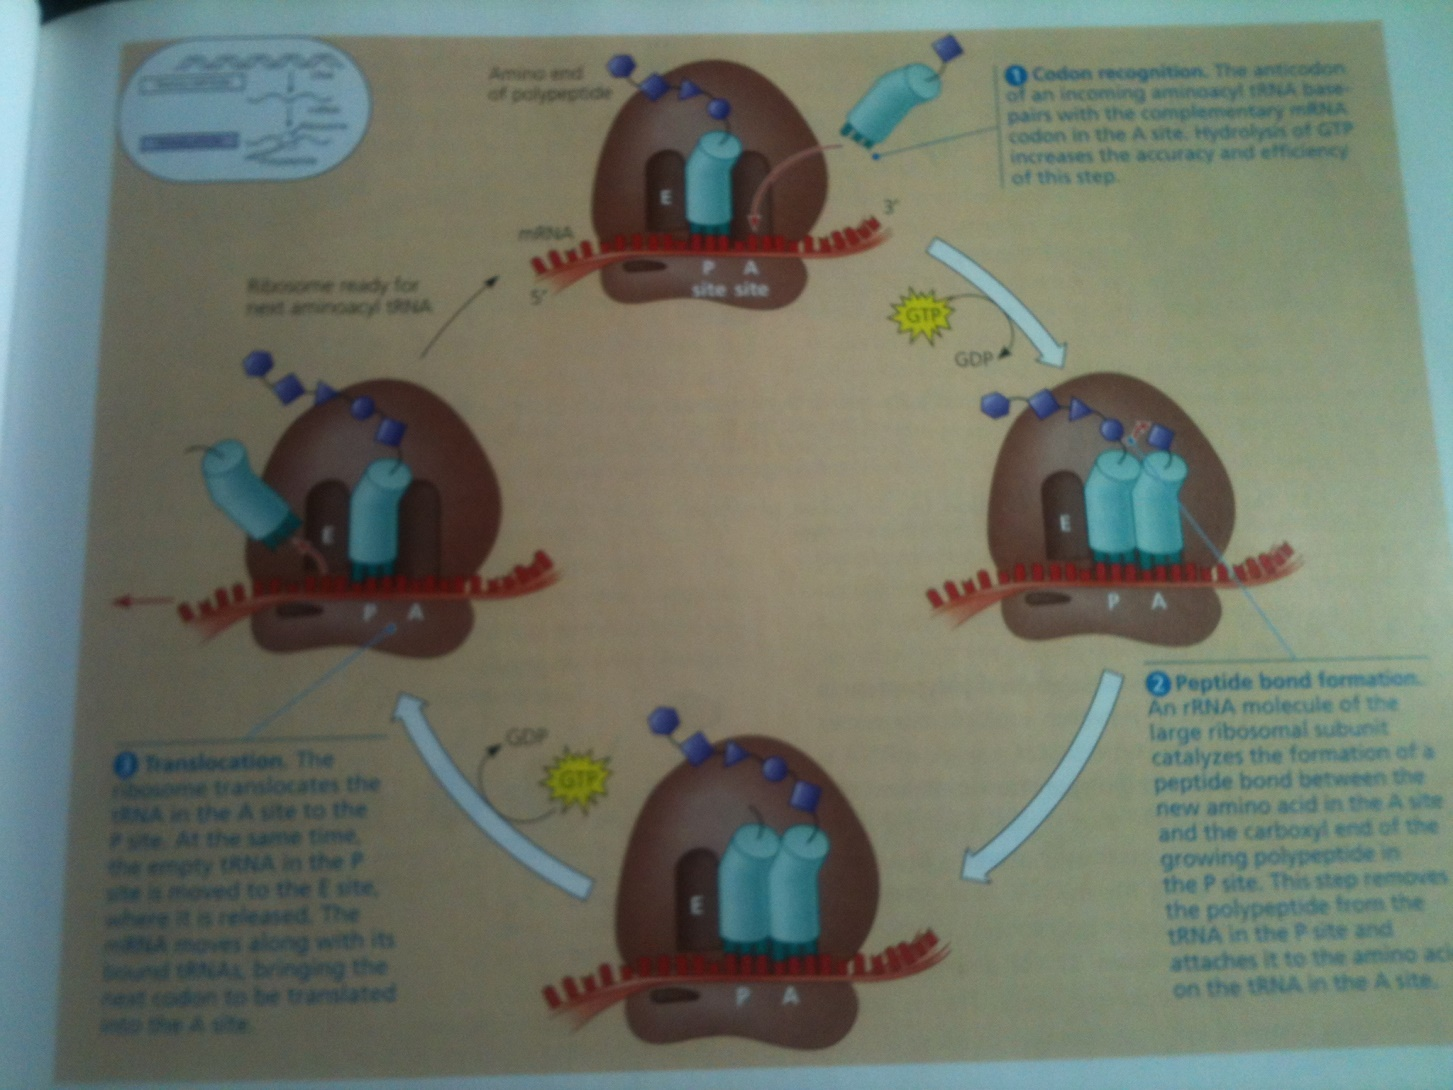 Amino end
of polypeptide
1 Codon recognition. The anticodon
of an incoming aminoacyl tRNA base-
pairs with the complementary mRNA
codon in the A site. Hydrolysis of GTP
increases the accuracy and efficiency
of this step.
E
mRNA
3'
5'
P A
site site
Ribosome ready for
next aminoacyl tRNA
GTP
GDP
E
P A
E
P A
2 Peptide bond formation.
An rRNA molecule of the
large ribosomal subunit
catalyzes the formation of a
peptide bond between the
new amino acid in the A site
and the carboxyl end of the
growing polypeptide in
the P site. This step removes
the polypeptide from the
tRNA in the P site and
attaches it to the amino
on the tRNA in the A site.
GDP
GTP
3 Translocation. The
ribosome translocates the
tRNA in the A site to the
P site. At the same time,
the empty tRNA in the P
site is moved to the E site,
where it is released. The
mRNA moves along with its
bound tRNAs, bringing the
next codon to be translated
into the A site.
E
P A